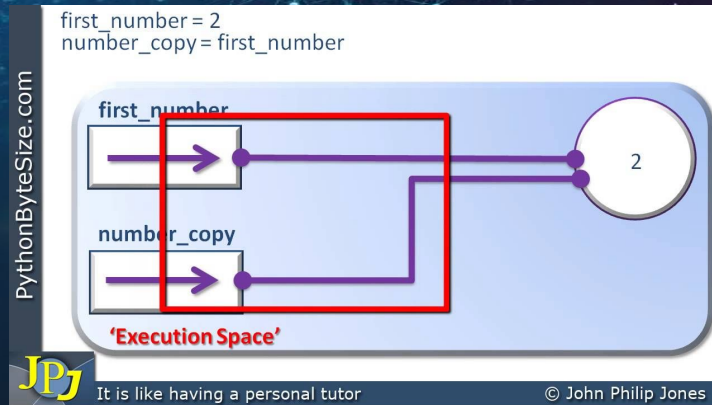 first_number = 2
number_copy = first_number
PythonByteSize.com
first_number
2
number_copy
'Execution Space'
JPJ
It is like having a personal tutor
© John Philip Jones